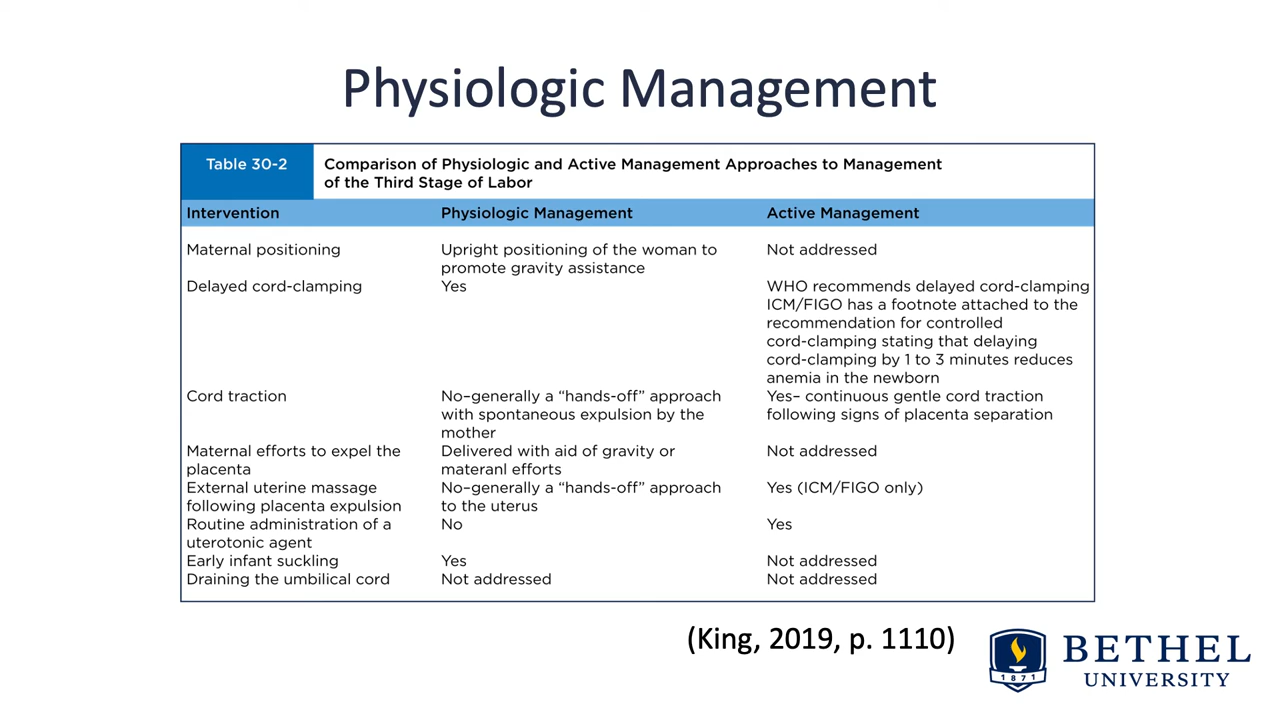 Physiologic Management
Table 30-2
Comparison of Physiologic and Active Management Approaches to Management
of the Third Stage of Labor
Intervention
Physiologic Management
Active Management
Maternal positioning
Upright positioning of the woman to
promote gravity assistance
Not addressed
Delayed cord-clamping
Yes
WHO recommends delayed cord-clamping
ICM/FIGO has a footnote attached to the
recommendation for controlled
cord-clamping stating that delaying
cord-clamping by 1 to 3 minutes reduces
anemia in the newborn
Cord traction
No–generally a “hands-off” approach
with spontaneous expulsion by the
mother
Yes– continuous gentle cord traction
following signs of placenta separation
Maternal efforts to expel the
placenta
Delivered with aid of gravity or
materanl efforts
Not addressed
External uterine massage
following placenta expulsion
No–generally a “hands-off” approach
to the uterus
Yes (ICM/FIGO only)
Routine administration of a
uterotonic agent
No
Yes
Early infant suckling
Yes
Not addressed
Draining the umbilical cord
Not addressed
Not addressed
(King, 2019, p. 1110)
1871
BETHEL
UNIVERSITY